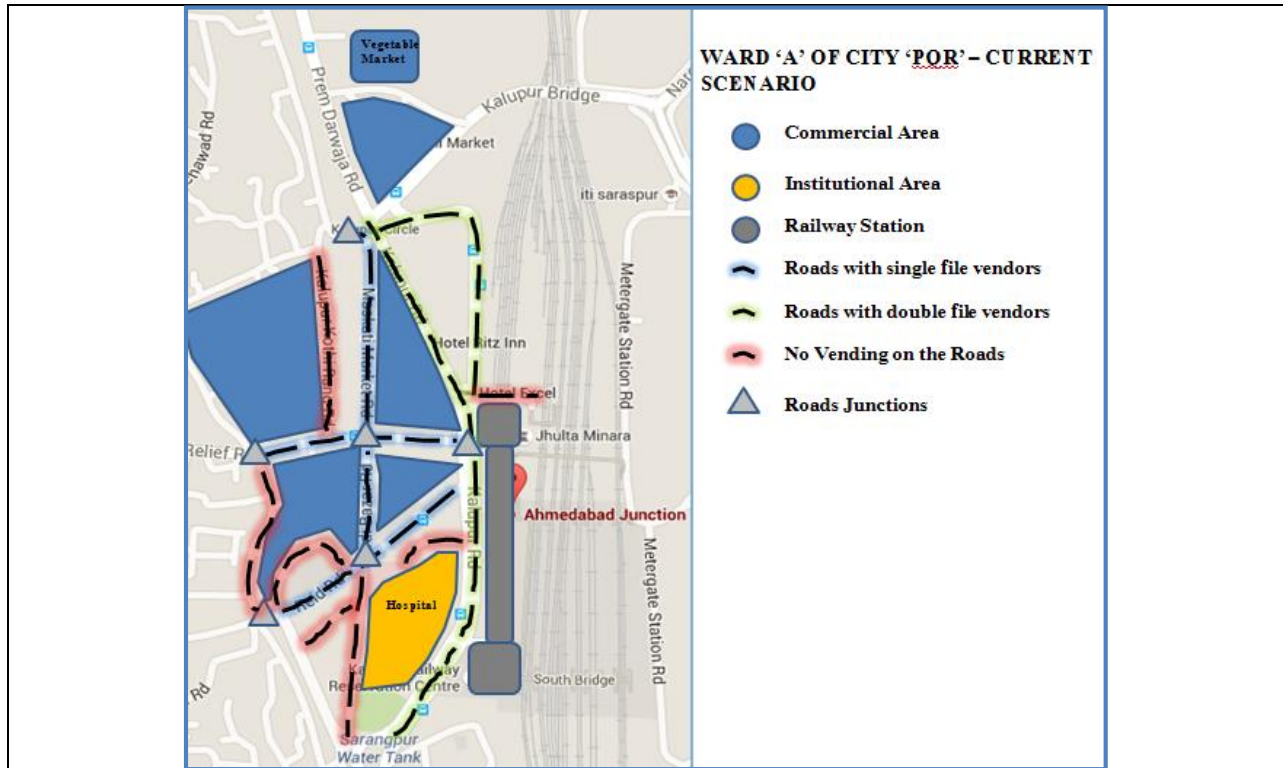 WARD ‘A’ OF CITY ‘PQR’ – CURRENT
SCENARIO
Commercial Area
Institutional Area
Railway Station
Roads with single file vendors
Roads with double file vendors
No Vending on the Roads
Roads Junctions
Vegetable
Market
Prem Darwaja Rd
Kalupur Bridge
Market
iti saraspur
Circle
Hotel Ritz Inn
Metergate Station Rd
Hotel Excel
Jhulta Minara
Relief R
Kalupur Rd
Ahmedabad Junction
Metergate Station Rd
Hospital
South Bridge
Centre
Rd
Sarangpur
Water Tank